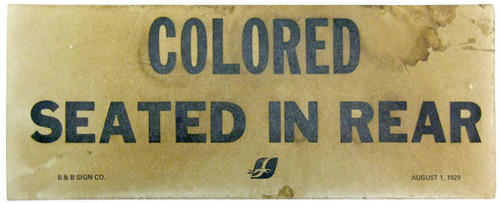 COLORED
SEATED IN REAR
B & B SIGN CO.
AUGUST 1, 1929